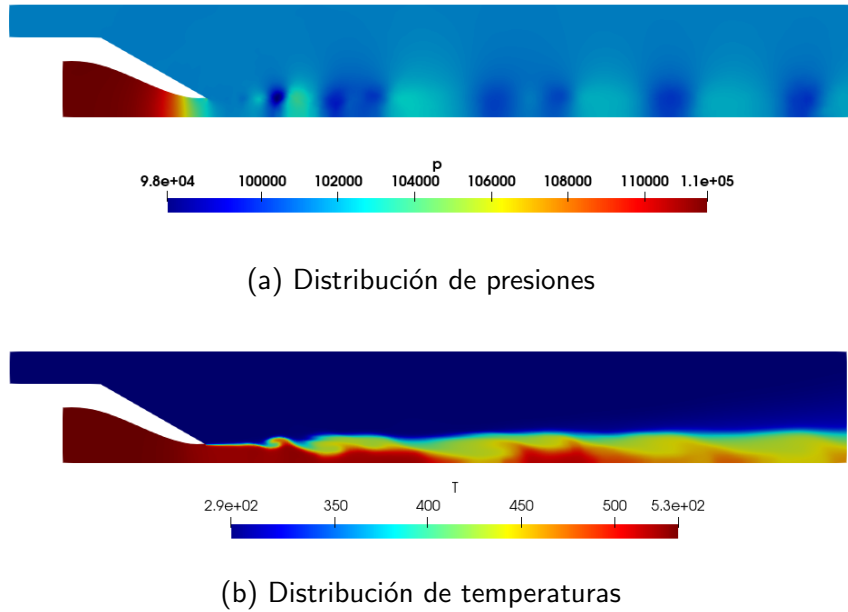 p
9.8e+04 100000 102000 104000 106000 108000 110000 1.1e+05
(a) Distribución de presiones
T
2.9e+02 350 400 450 500 5.3e+02
(b) Distribución de temperaturas